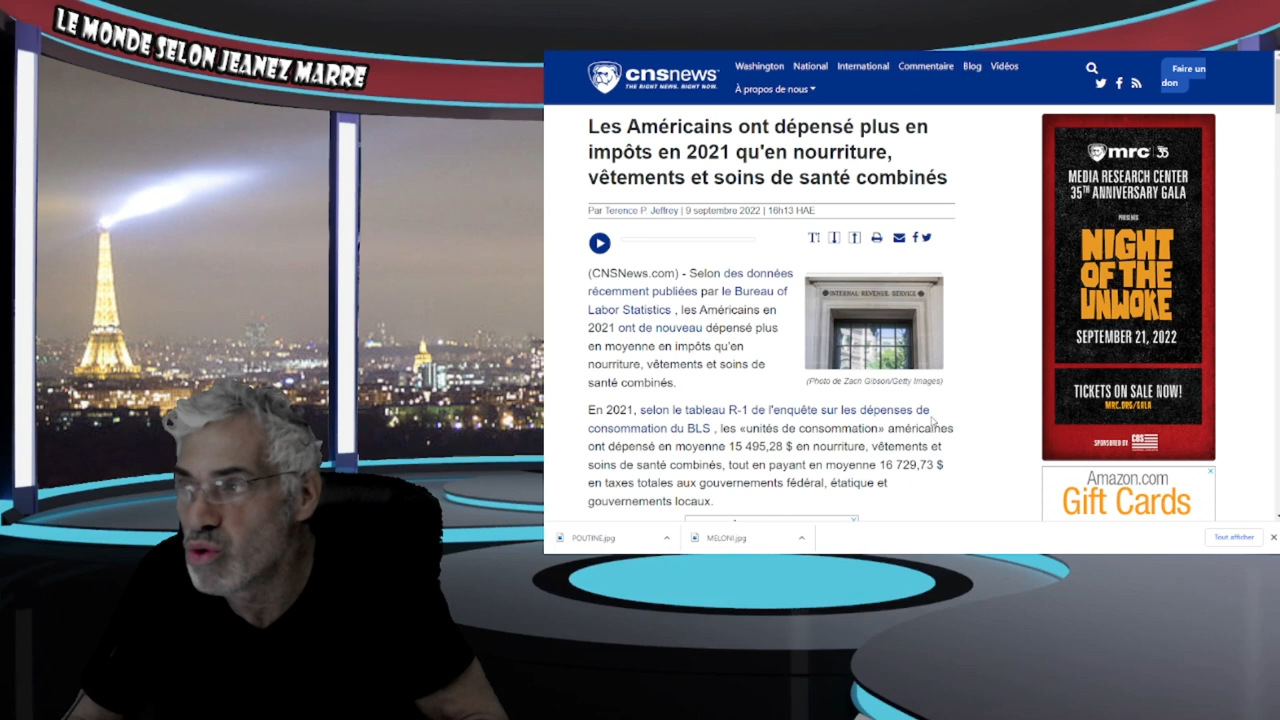 LE MONDE SELON JEANEZ MARRE
cnsnews
THE RIGHT NEWS. RIGHT NOW.
Washington National International Commentaire Blog Vidéos
À propos de nous
Faire un
don
Les Américains ont dépensé plus en
impôts en 2021 qu'en nourriture,
vêtements et soins de santé combinés
Par Terence P. Jeffrey | 9 septembre 2022 | 16h13 HAE
(CNSNews.com) - Selon des données
récemment publiées par le Bureau of
Labor Statistics , les Américains en
2021 ont de nouveau dépensé plus
en moyenne en impôts qu'en
nourriture, vêtements et soins de
santé combinés.
INTERNAL REVENUE SERVICE
(Photo de Zach Gibson/Getty Images)
En 2021, selon le tableau R-1 de l'enquête sur les dépenses de
consommation du BLS , les «unités de consommation» américaines
ont dépensé en moyenne 15 495,28 $ en nourriture, vêtements et
soins de santé combinés, tout en payant en moyenne 16 729,73 $
en taxes totales aux gouvernements fédéral, étatique et
gouvernements locaux.
mrc 35
MEDIA RESEARCH CENTER
35TH ANNIVERSARY GALA
PRESENTS
NIGHT
OF THE
UNWOKE
SEPTEMBER 21, 2022
TICKETS ON SALE NOW!
MRC.ORG/GALA
SPONSORED BY
Amazon.com
Gift Cards
POUTINE.jpg
MELONI.jpg
Tout afficher